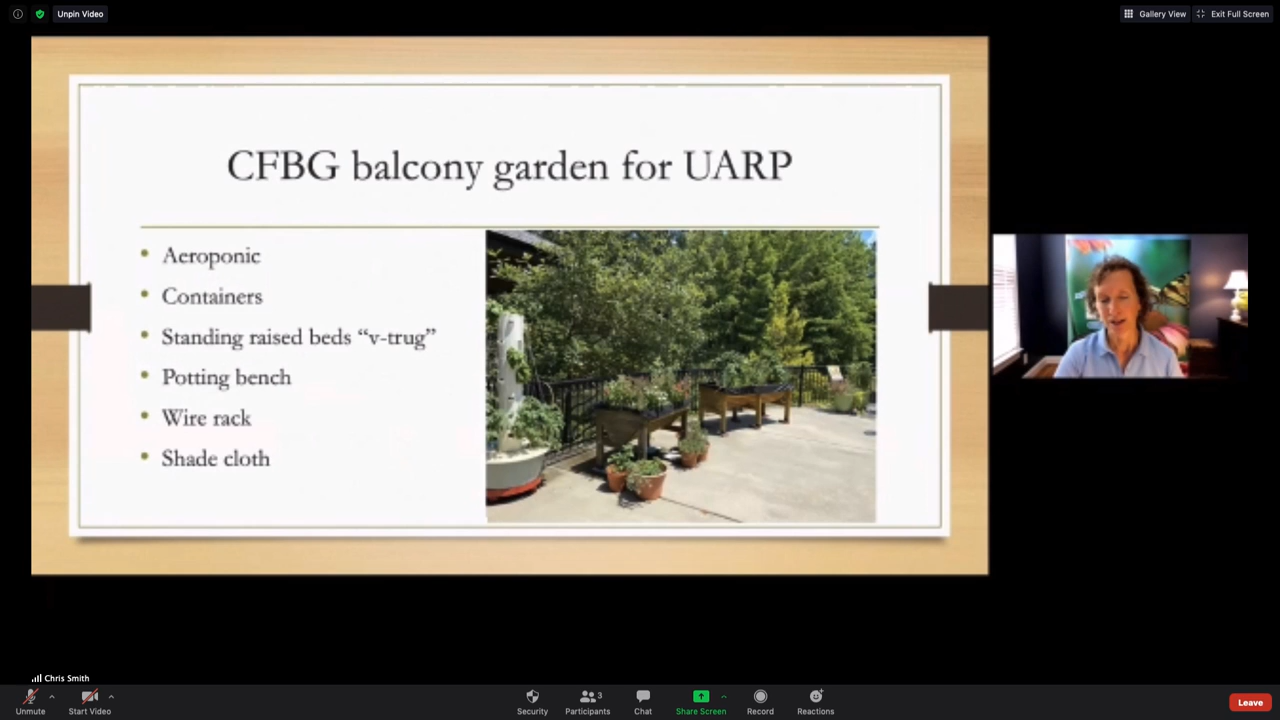 Unpin Video
Gallery View
Exit Full Screen
CFBG balcony garden for UARP
Aeroponic
Containers
Standing raised beds “v-trug”
Potting bench
Wire rack
Shade cloth
Chris Smith
Unmute
Start Video
Security
3
Participants
Chat
Share Screen
Record
Reactions
Leave